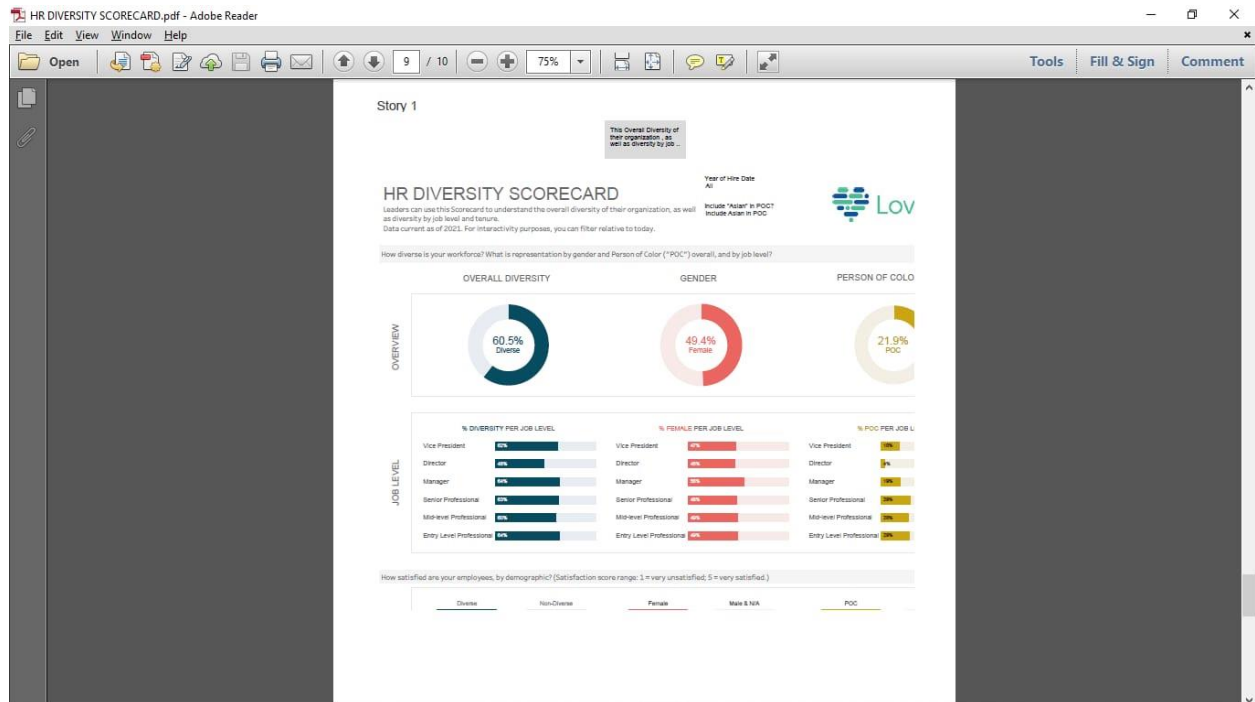 HR DIVERSITY SCORECARD.pdf - Adobe Reader
File Edit View Window Help
Open 9 / 10 75% Tools Fill & Sign Comment
Story 1
This Overall Diversity of
their organization , as
well as diversity by job ..
HR DIVERSITY SCORECARD
Leaders can use this Scorecard to understand the overall diversity of their organization, as well
as diversity by job level and tenure.
Data current as of 2021. For interactivity purposes, you can filter relative to today.
Year of Hire Date
All
Include "Asian" in POC?
Include Asian in POC
Lov
How diverse is your workforce? What is representation by gender and Person of Color ("POC") overall, and by job level?
OVERALL DIVERSITY GENDER PERSON OF COLO
OVERVIEW
60.5%
Diverse
49.4%
Female
21.9%
POC
JOB LEVEL
% DIVERSITY PER JOB LEVEL
Vice President
Director
Manager
Senior Professional
Mid-level Professional
Entry Level Professional
% FEMALE PER JOB LEVEL
Vice President
Director
Manager
Senior Professional
Mid-level Professional
Entry Level Professional
% POC PER JOB L
Vice President
Director
Manager
Senior Professional
Mid-level Professional
Entry Level Professional
How satisfied are your employees, by demographic? (Satisfaction score range: 1 = very unsatisfied; 5 = very satisfied.)
Diverse Non-Diverse Female Male & N/A POC